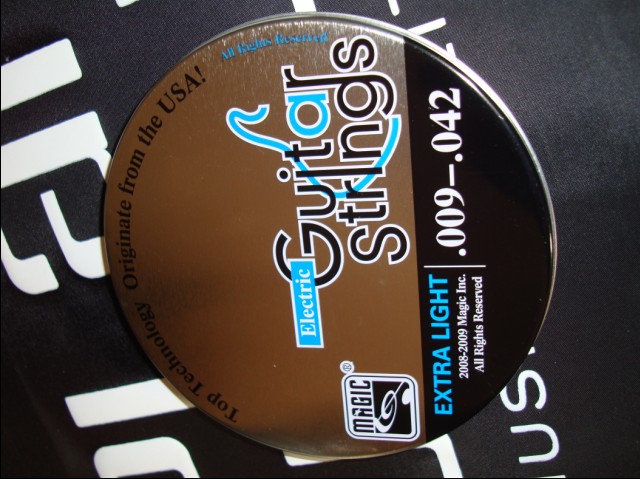 Top Technology Originate from the USA!
All Rights Reserved
Electric
Guitar
Strings
MAGIC®
EXTRA LIGHT .009–.042
2008-2009 Magic Inc.
All Rights Reserved